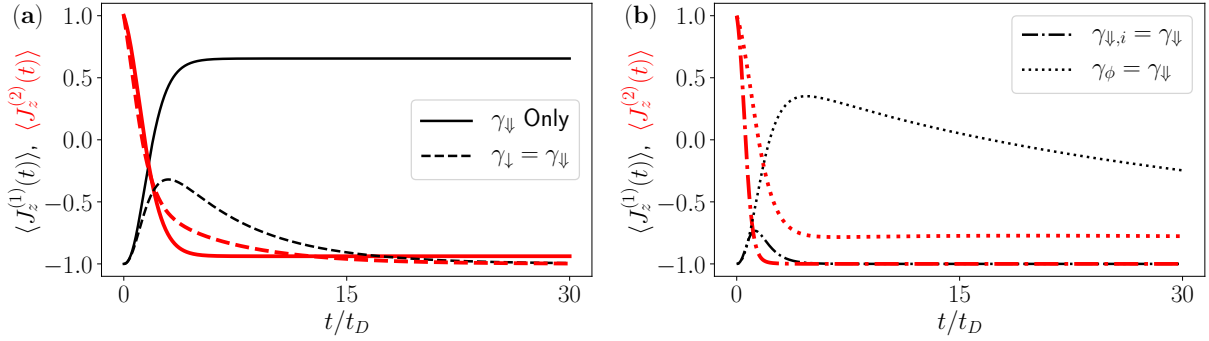 (a)
⟨J_z^{(1)}(t)⟩, ⟨J_z^{(2)}(t)⟩
1.0
0.5
0.0
−0.5
−1.0
γ_⇓ Only
γ_↓ = γ_⇓
0
15
30
t/t_D
(b)
⟨J_z^{(1)}(t)⟩, ⟨J_z^{(2)}(t)⟩
1.0
0.5
0.0
−0.5
−1.0
γ_{⇓,i} = γ_⇓
γ_ϕ = γ_⇓
0
15
30
t/t_D